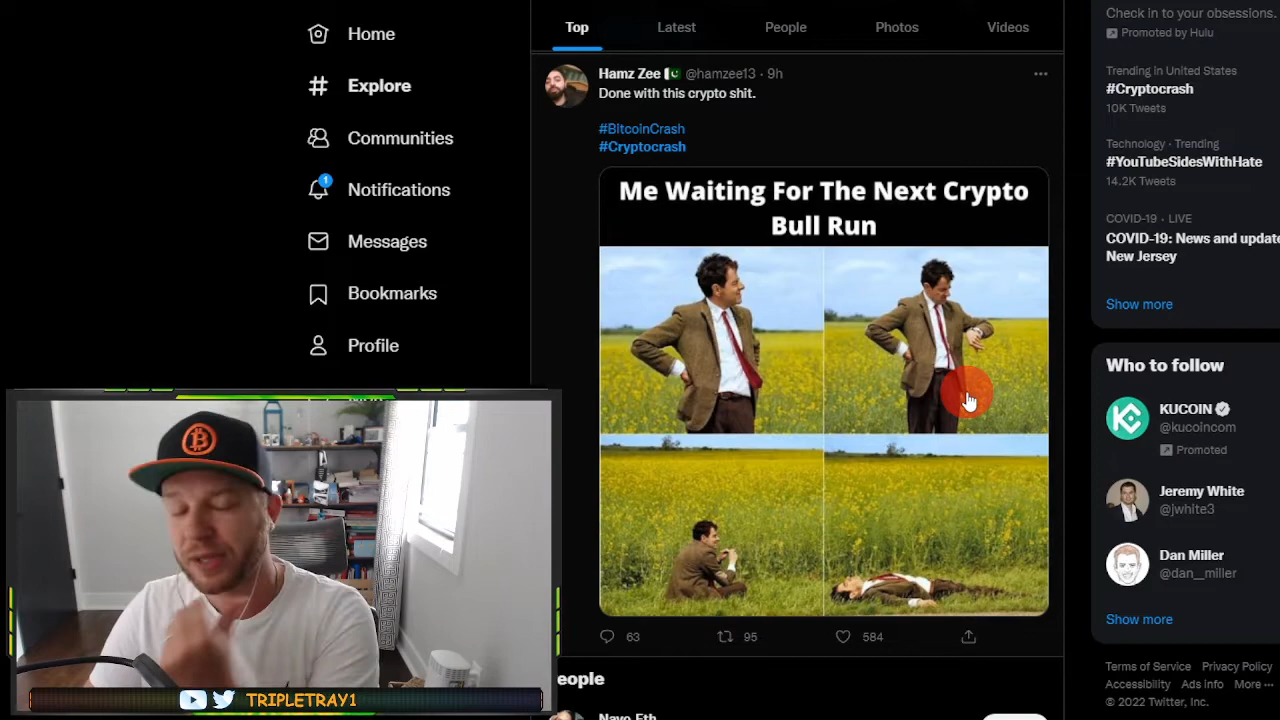 Home
Explore
Communities
1
Notifications
Messages
Bookmarks
Profile
Top
Latest
People
Photos
Videos
Hamz Zee @hamzee13 · 9h
Done with this crypto shit.
#BitcoinCrash
#Cryptocrash
Me Waiting For The Next Crypto
Bull Run
63
95
584
eople
Navo Eth
Check in to your obsessions.
Promoted by Hulu
Trending in United States
#Cryptocrash
10K Tweets
Technology · Trending
#YouTubeSidesWithHate
14.2K Tweets
COVID-19 · LIVE
COVID-19: News and update
New Jersey
Show more
Who to follow
KUCOIN
@kucoincom
Promoted
Jeremy White
@jwhite3
Dan Miller
@dan__miller
Show more
Terms of Service Privacy Policy
Accessibility Ads info More ···
© 2022 Twitter, Inc.
TRIPLETRAY1